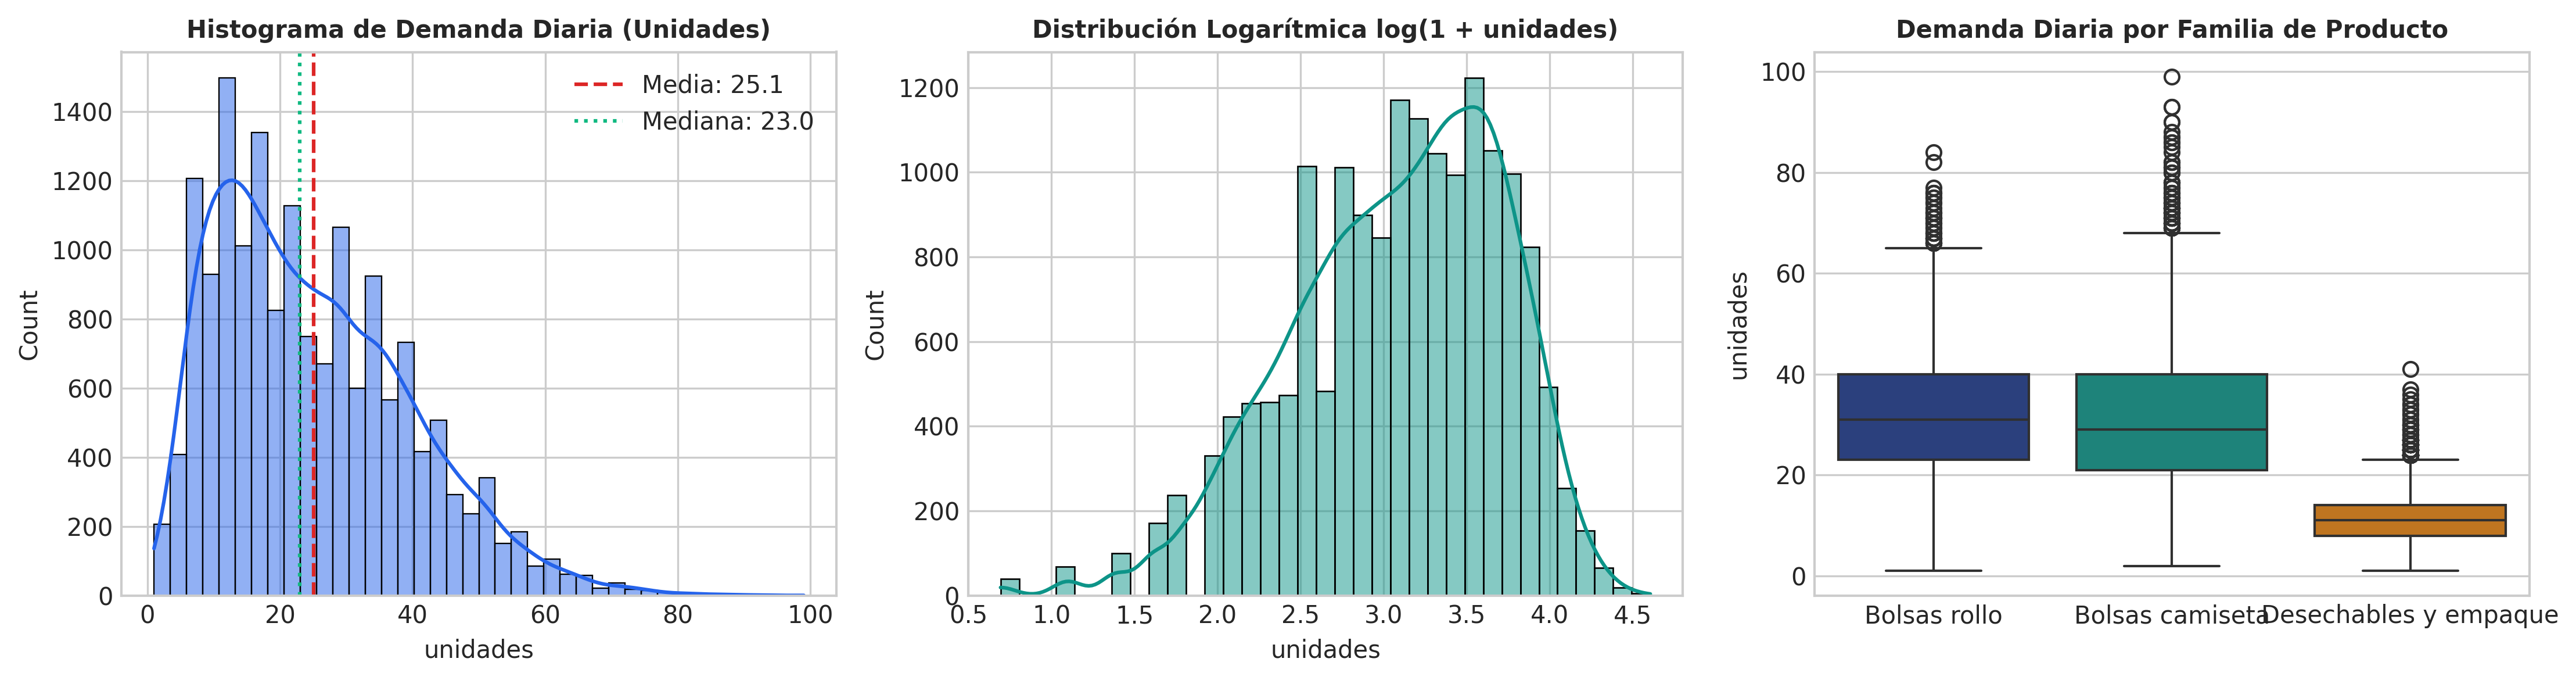 Histograma de Demanda Diaria (Unidades)
Media: 25.1
Mediana: 23.0
Count
0
200
400
600
800
1000
1200
1400
0 20 40 60 80 100
unidades
Distribución Logarítmica log(1 + unidades)
Count
0
200
400
600
800
1000
1200
0.5 1.0 1.5 2.0 2.5 3.0 3.5 4.0 4.5
unidades
Demanda Diaria por Familia de Producto
unidades
0
20
40
60
80
100
Bolsas rollo Bolsas camiseta Desechables y empaque